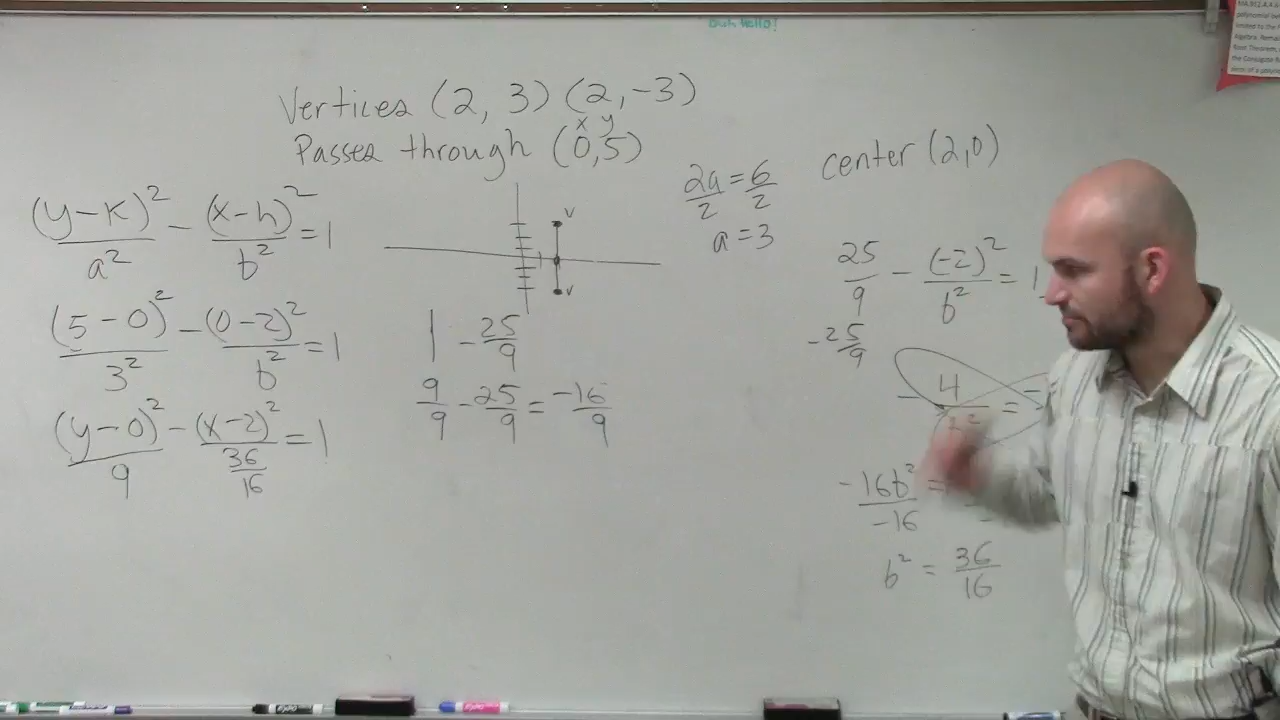 Vertices (2, 3) (2, -3)
x y
Passes through (0,5)
(y-k)²/a² - (x-h)²/b² = 1
(5-0)²/3² - (0-2)²/b² = 1
(y-0)²/9 - (x-2)²/(36/16) = 1
v
v
1 - 25/9
9/9 - 25/9 = -16/9
2a/2 = 6/2
a = 3
center (2,0)
25/9 - (-2)²/b² = 1
-25/9
- 4/ = -
-16b²/-16 =
b² = 36/16